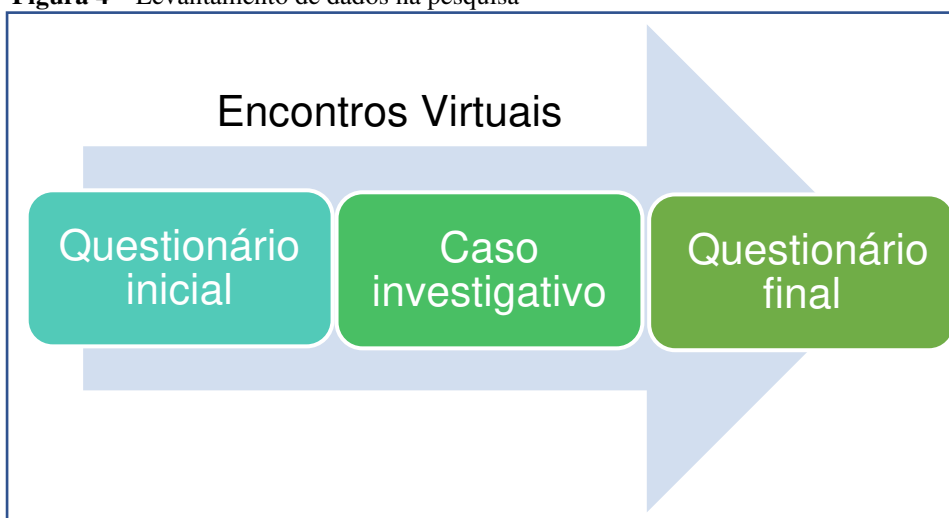 Figura 4 – Levantamento de dados na pesquisa
Encontros Virtuais
Questionário
inicial
Caso
investigativo
Questionário
final